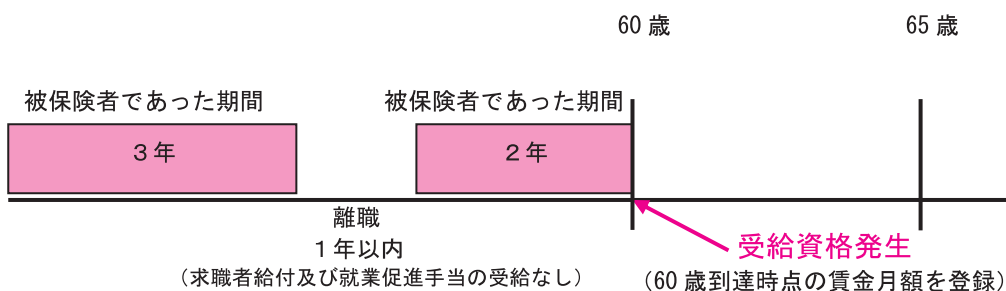 60 歳
65 歳
被保険者であった期間
被保険者であった期間
３年
２年
離職
１年以内
（求職者給付及び就業促進手当の受給なし）
受給資格発生
（60 歳到達時点の賃金月額を登録）